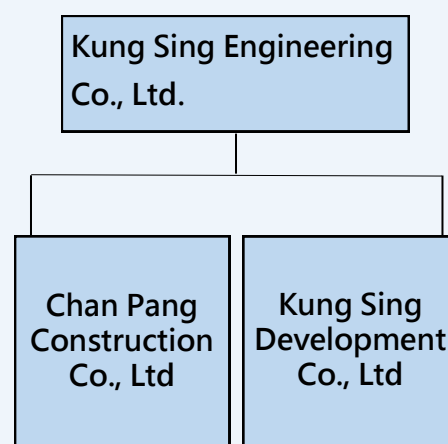 Kung Sing Engineering
Co., Ltd.
Chan Pang
Construction
Co., Ltd
Kung Sing
Development
Co., Ltd